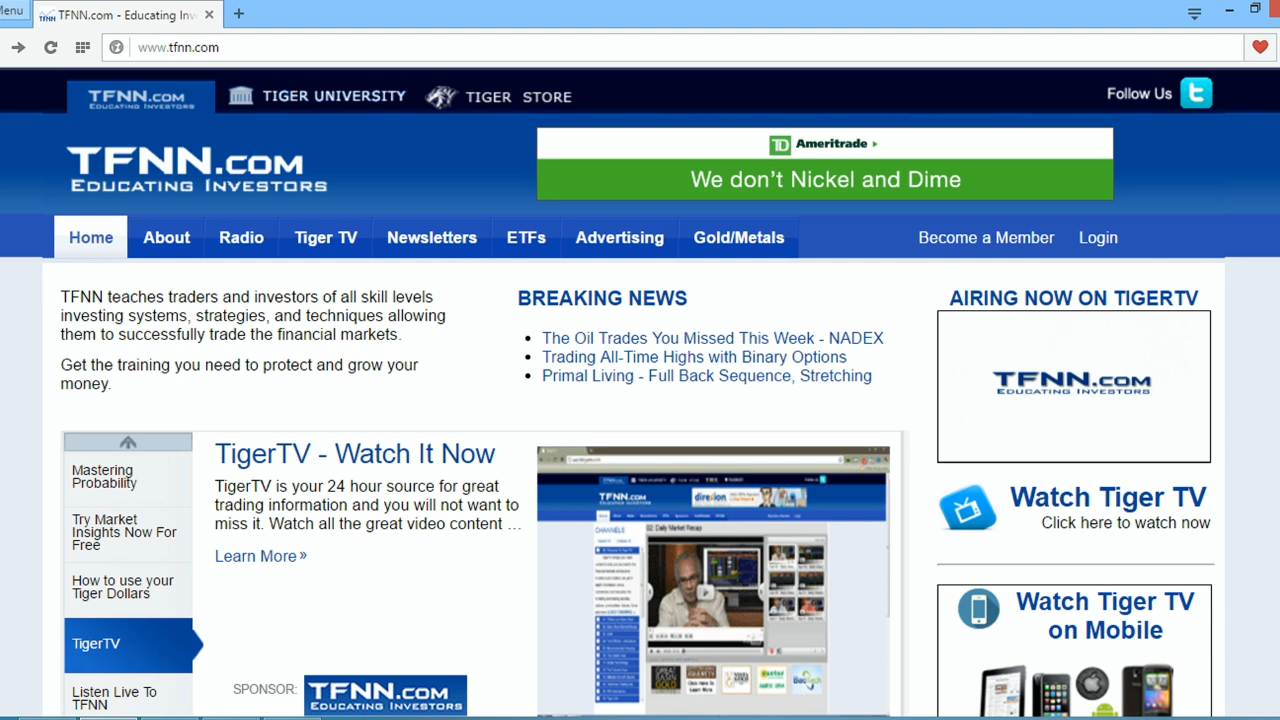 Menu
TFNN.com - Educating Inv
www.tfnn.com
TFNN.COM
EDUCATING INVESTORS
TIGER UNIVERSITY
TIGER STORE
Follow Us
TFNN.COM
EDUCATING INVESTORS
TD Ameritrade
We don't Nickel and Dime
Home
About
Radio
Tiger TV
Newsletters
ETFs
Advertising
Gold/Metals
Become a Member
Login
TFNN teaches traders and investors of all skill levels
investing systems, strategies, and techniques allowing
them to successfully trade the financial markets.
Get the training you need to protect and grow your
money.
BREAKING NEWS
The Oil Trades You Missed This Week - NADEX
Trading All-Time Highs with Binary Options
Primal Living - Full Back Sequence, Stretching
AIRING NOW ON TIGERTV
TFNN.COM
EDUCATING INVESTORS
Mastering
Probability
Try Market
Insights Now For
Free
How to use your
Tiger Dollars
TigerTV
Listen Live To
TFNN
TigerTV - Watch It Now
TigerTV is your 24 hour source for great
trading information and you will not want to
miss it. Watch all the great video content ...
Learn More »
SPONSOR:
TFNN.COM
EDUCATING INVESTORS
TFNN.COM
direxion
CHANNELS
02. Daily Market Recap
Watch Tiger TV
Click here to watch now
Watch Tiger TV
on Mobile